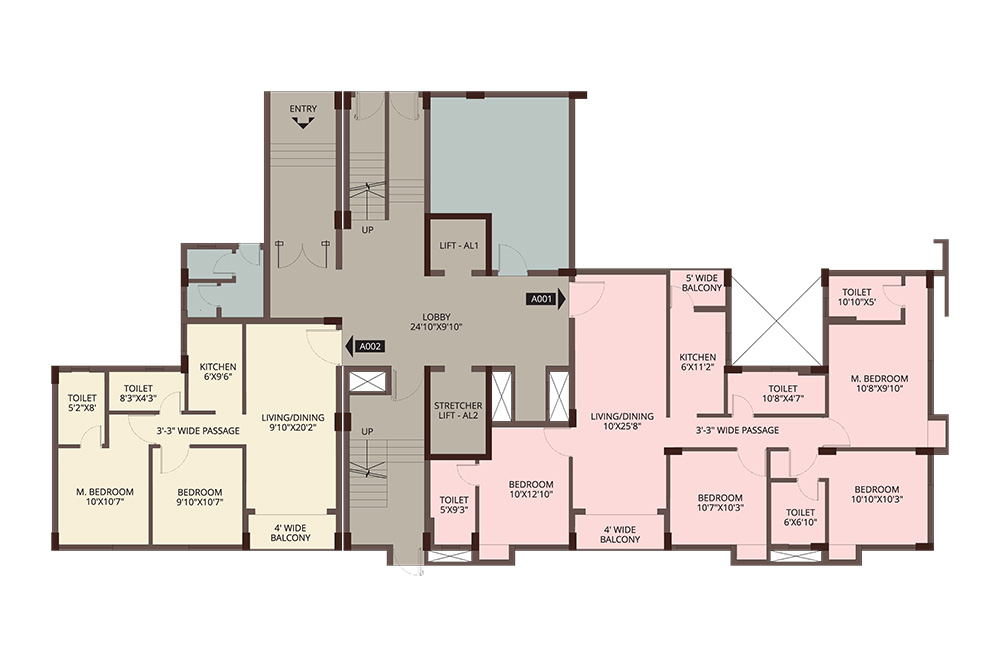 ENTRY
UP
LIFT - AL1
A001
LOBBY
24'10"X9'10"
A002
5' WIDE
BALCONY
TOILET
10'10"X5'
KITCHEN
6'X9'6"
KITCHEN
6'X11'2"
TOILET
5'2"X8'
TOILET
8'3"X4'3"
LIVING/DINING
9'10"X20'2"
3'-3" WIDE PASSAGE
STRETCHER
LIFT - AL2
UP
LIVING/DINING
10'X25'8"
TOILET
10'8"X4'7"
M. BEDROOM
10'8"X9'10"
3'-3" WIDE PASSAGE
M. BEDROOM
10'X10'7"
BEDROOM
9'10"X10'7"
4' WIDE
BALCONY
TOILET
5'X9'3"
BEDROOM
10'X12'10"
4' WIDE
BALCONY
BEDROOM
10'7"X10'3"
TOILET
6'X6'10"
BEDROOM
10'10"X10'3"